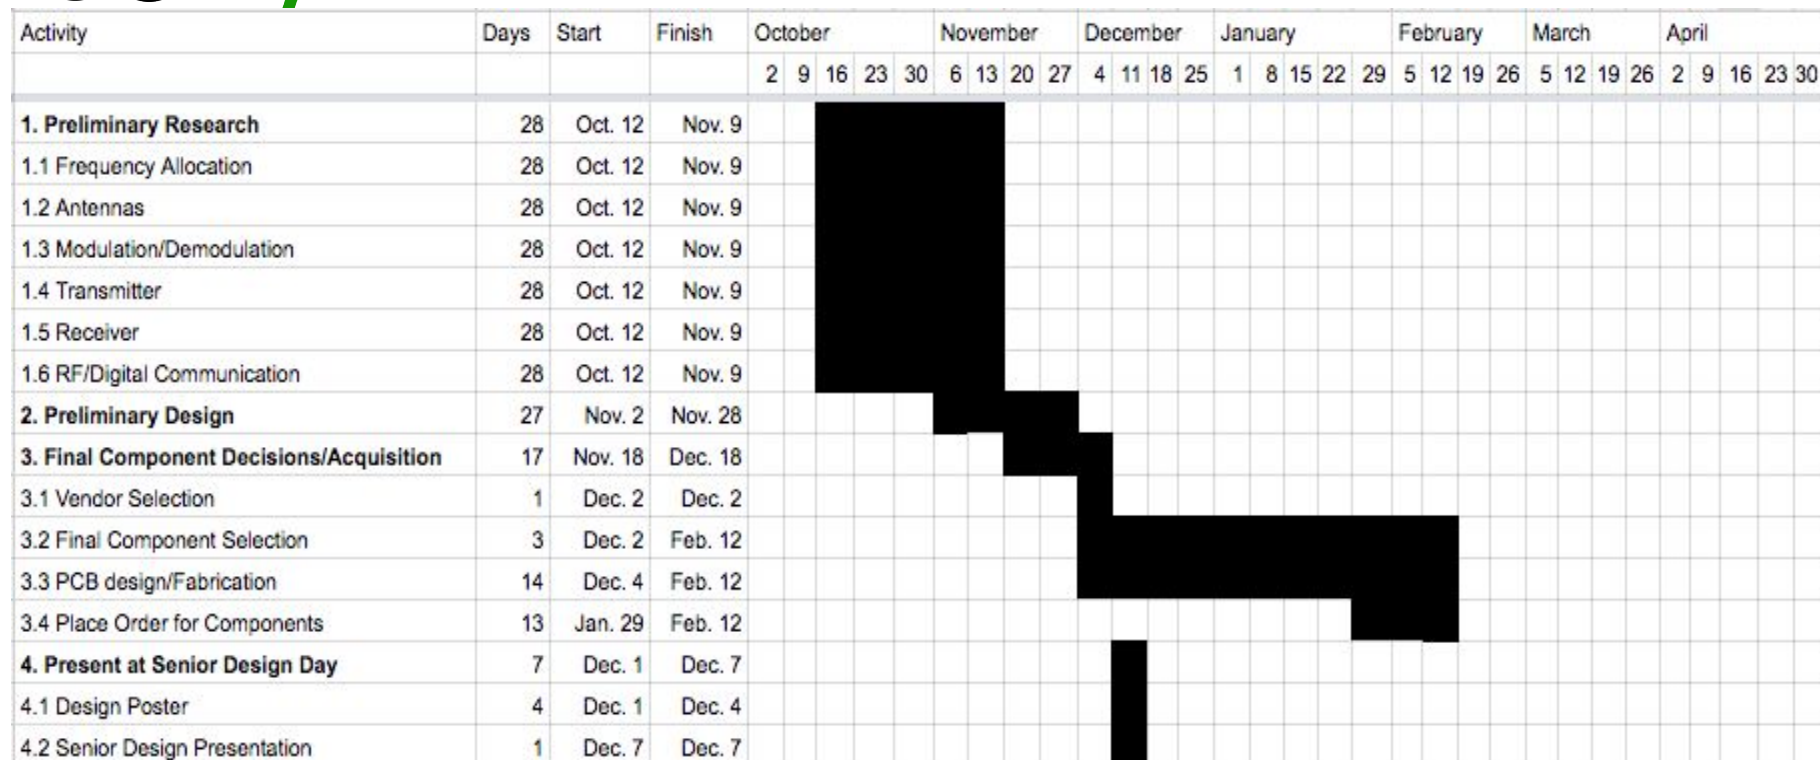 Activity Days Start Finish October November December January February March April
2 9 16 23 30 6 13 20 27 4 11 18 25 1 8 15 22 29 5 12 19 26 5 12 19 26 2 9 16 23 30
1. Preliminary Research 28 Oct. 12 Nov. 9
1.1 Frequency Allocation 28 Oct. 12 Nov. 9
1.2 Antennas 28 Oct. 12 Nov. 9
1.3 Modulation/Demodulation 28 Oct. 12 Nov. 9
1.4 Transmitter 28 Oct. 12 Nov. 9
1.5 Receiver 28 Oct. 12 Nov. 9
1.6 RF/Digital Communication 28 Oct. 12 Nov. 9
2. Preliminary Design 27 Nov. 2 Nov. 28
3. Final Component Decisions/Acquisition 17 Nov. 18 Dec. 18
3.1 Vendor Selection 1 Dec. 2 Dec. 2
3.2 Final Component Selection 3 Dec. 2 Feb. 12
3.3 PCB design/Fabrication 14 Dec. 4 Feb. 12
3.4 Place Order for Components 13 Jan. 29 Feb. 12
4. Present at Senior Design Day 7 Dec. 1 Dec. 7
4.1 Design Poster 4 Dec. 1 Dec. 4
4.2 Senior Design Presentation 1 Dec. 7 Dec. 7